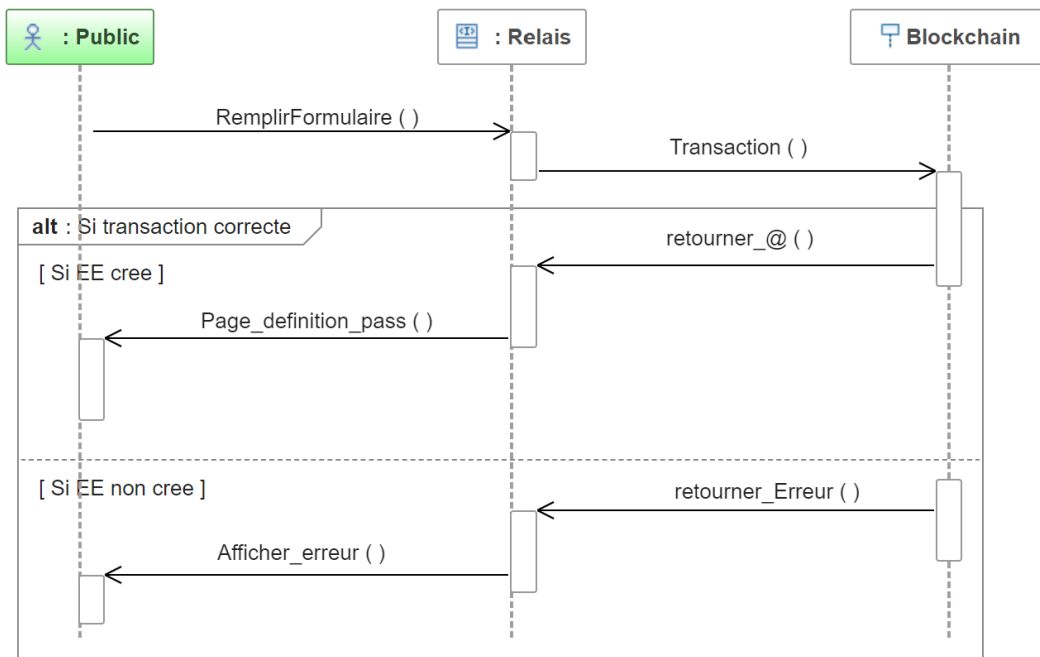 : Public
: Relais
Blockchain
RemplirFormulaire ( )
Transaction ( )
alt : Si transaction correcte
retourner_@ ( )
[ Si EE cree ]
Page_definition_pass ( )
[ Si EE non cree ]
retourner_Erreur ( )
Afficher_erreur ( )